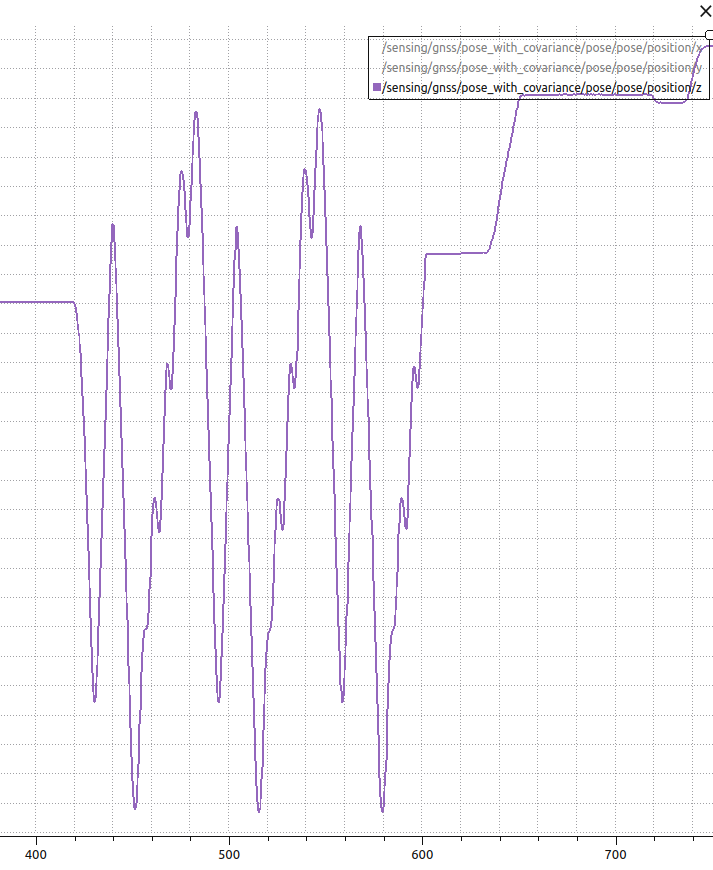 /sensing/gnss/pose_with_covariance/pose/pose/position/x
/sensing/gnss/pose_with_covariance/pose/pose/position/y
/sensing/gnss/pose_with_covariance/pose/pose/position/z
400 500 600 700